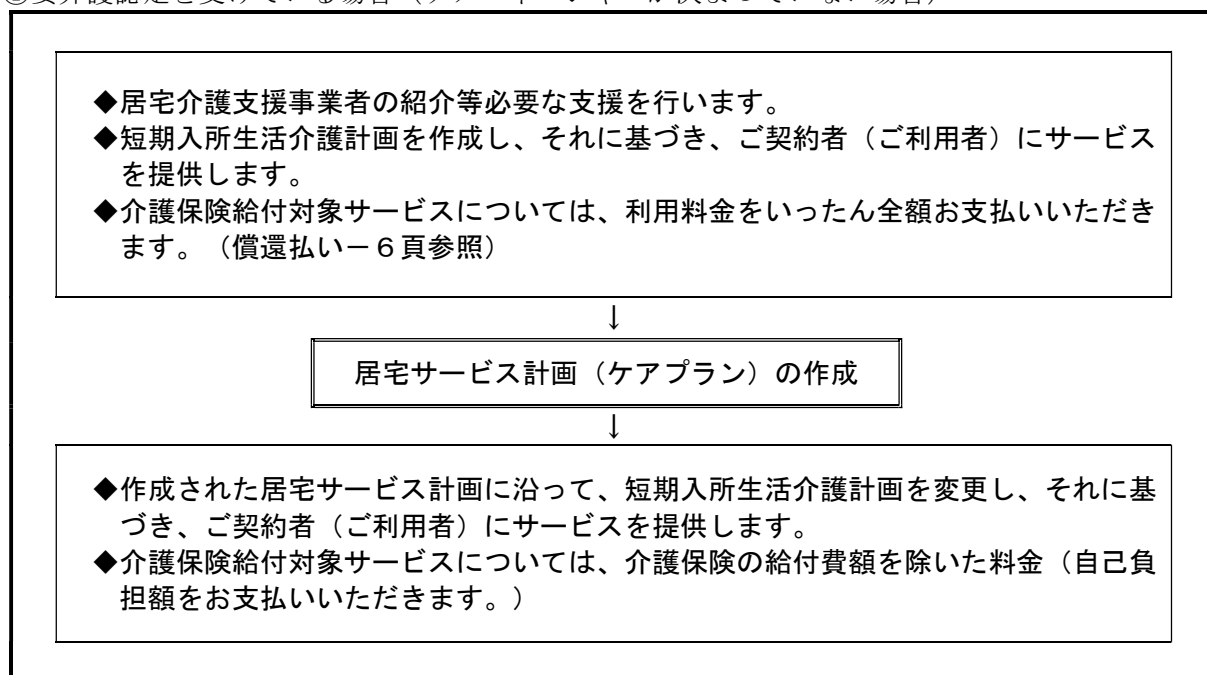 ◆居宅介護支援事業者の紹介等必要な支援を行います。
◆短期入所生活介護計画を作成し、それに基づき、ご契約者(ご利用者)にサービス
を提供します。
◆介護保険給付対象サービスについては、利用料金をいったん全額お支払いいただき
ます。(償還払い-6頁参照)
↓
居宅サービス計画(ケアプラン)の作成
↓
◆作成された居宅サービス計画に沿って、短期入所生活介護計画を変更し、それに基
づき、ご契約者(ご利用者)にサービスを提供します。
◆介護保険給付対象サービスについては、介護保険の給付費額を除いた料金(自己負
担額をお支払いいただきます。)